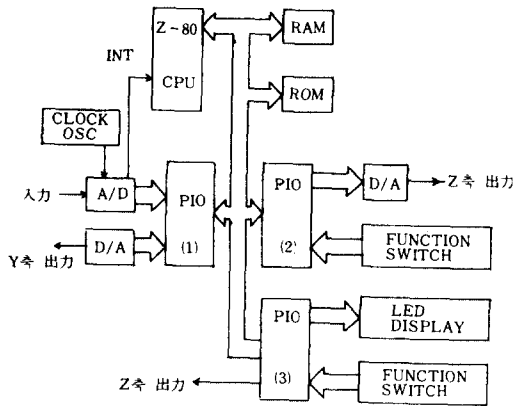 Z-80
CPU
RAM
INT
ROM
CLOCK
OSC
入力
A/D
PIO
(1)
PIO
(2)
D/A
Z축 出力
Y축 出力
D/A
FUNCTION
SWITCH
PIO
(3)
LED
DISPLAY
Z축 出力
FUNCTION
SWITCH